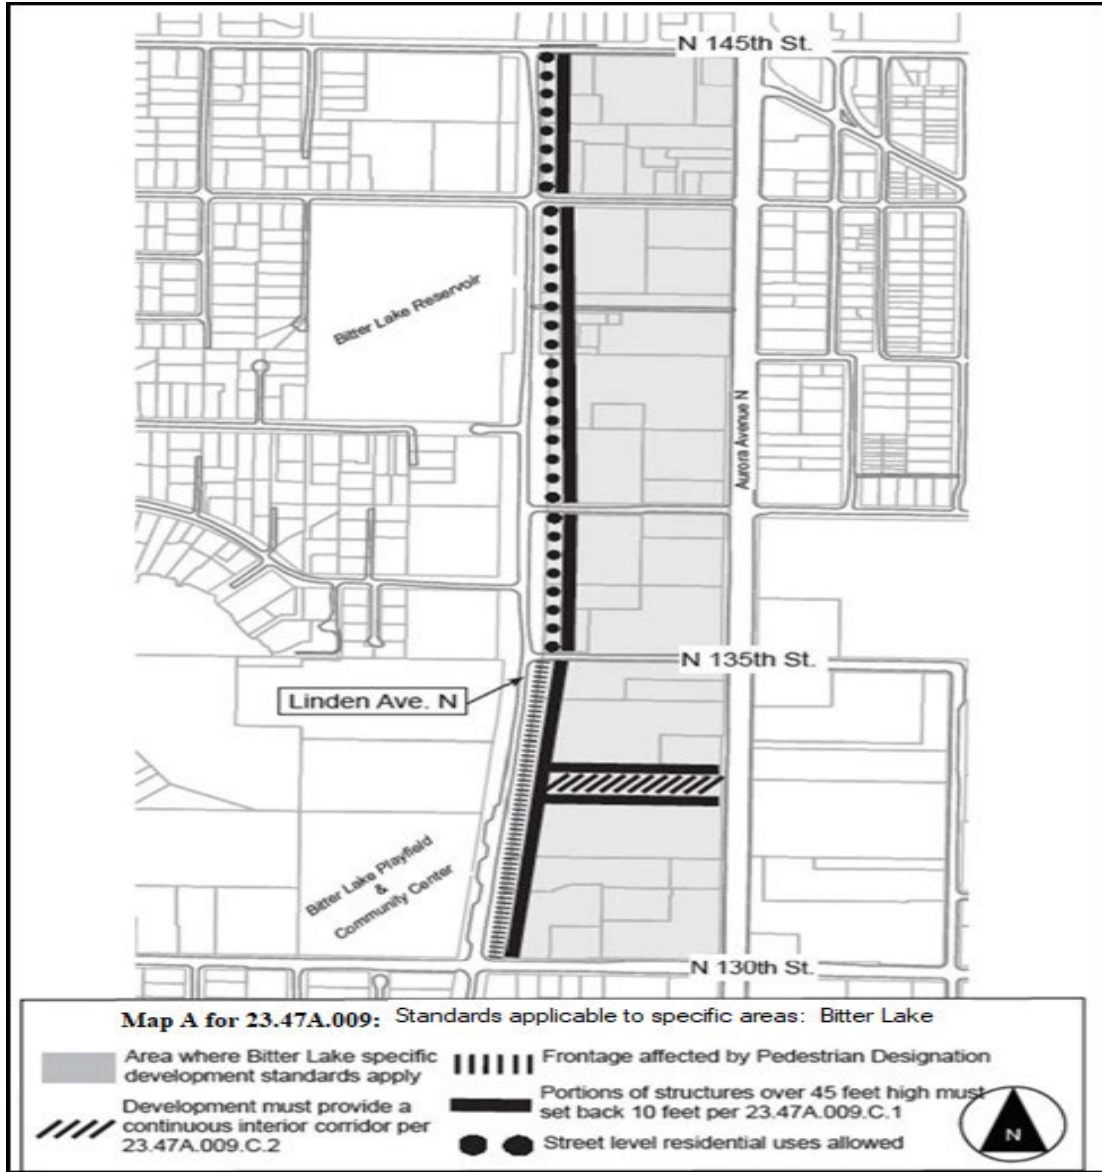 N 145th St.
Bitter Lake Reservoir
Aurora Avenue N
N 135th St.
Linden Ave. N
Bitter Lake Playfield
&
Community Center
N 130th St.
Map A for 23.47A.009: Standards applicable to specific areas: Bitter Lake
Area where Bitter Lake specific
development standards apply
Development must provide a
continuous interior corridor per
23.47A.009.C.2
Frontage affected by Pedestrian Designation
Portions of structures over 45 feet high must
set back 10 feet per 23.47A.009.C.1
Street level residential uses allowed
N